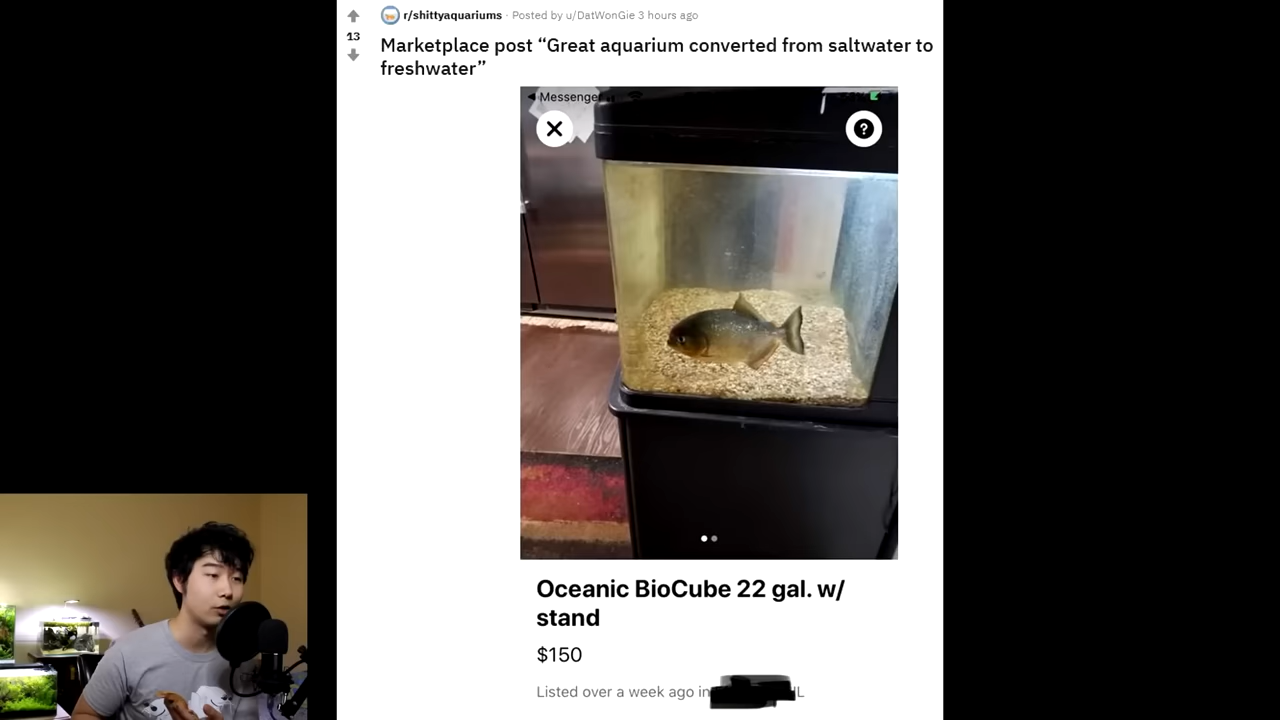 r/shittyaquariums · Posted by u/DatWonGie 3 hours ago
13
Marketplace post “Great aquarium converted from saltwater to
freshwater”
Messenger
Oceanic BioCube 22 gal. w/
stand
$150
Listed over a week ago in